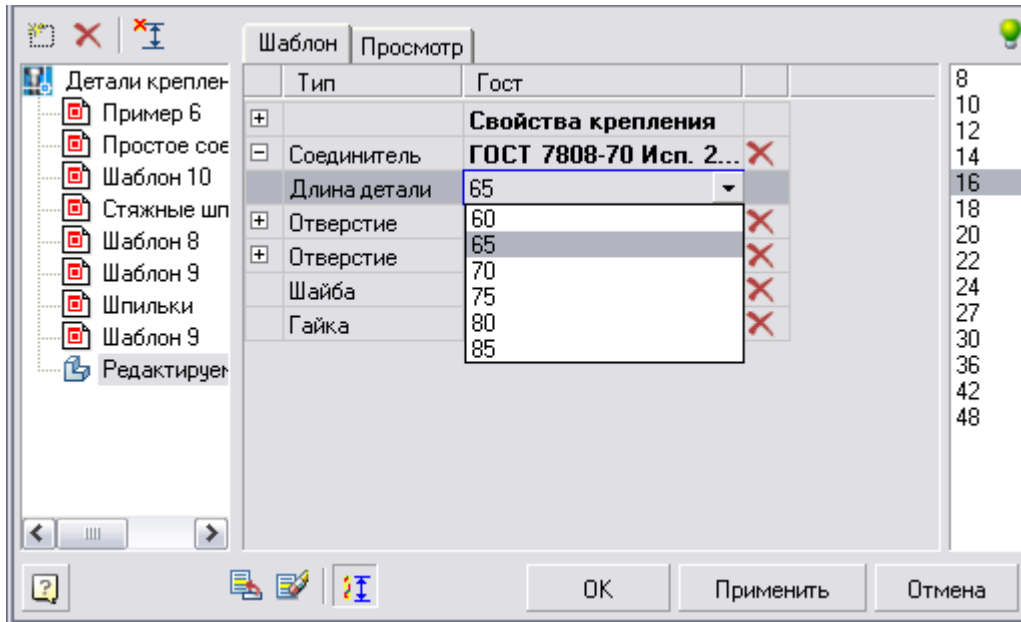 Шаблон Просмотр
Детали креплен
Пример 6
Простое сое
Шаблон 10
Стяжные шп
Шаблон 8
Шаблон 9
Шпильки
Шаблон 9
Редактируем
Тип Гост
Свойства крепления
Соединитель ГОСТ 7808-70 Исп. 2...
Длина детали 65
Отверстие
Отверстие
Шайба
Гайка
60
65
70
75
80
85
8
10
12
14
16
18
20
22
24
27
30
36
42
48
OK Применить Отмена